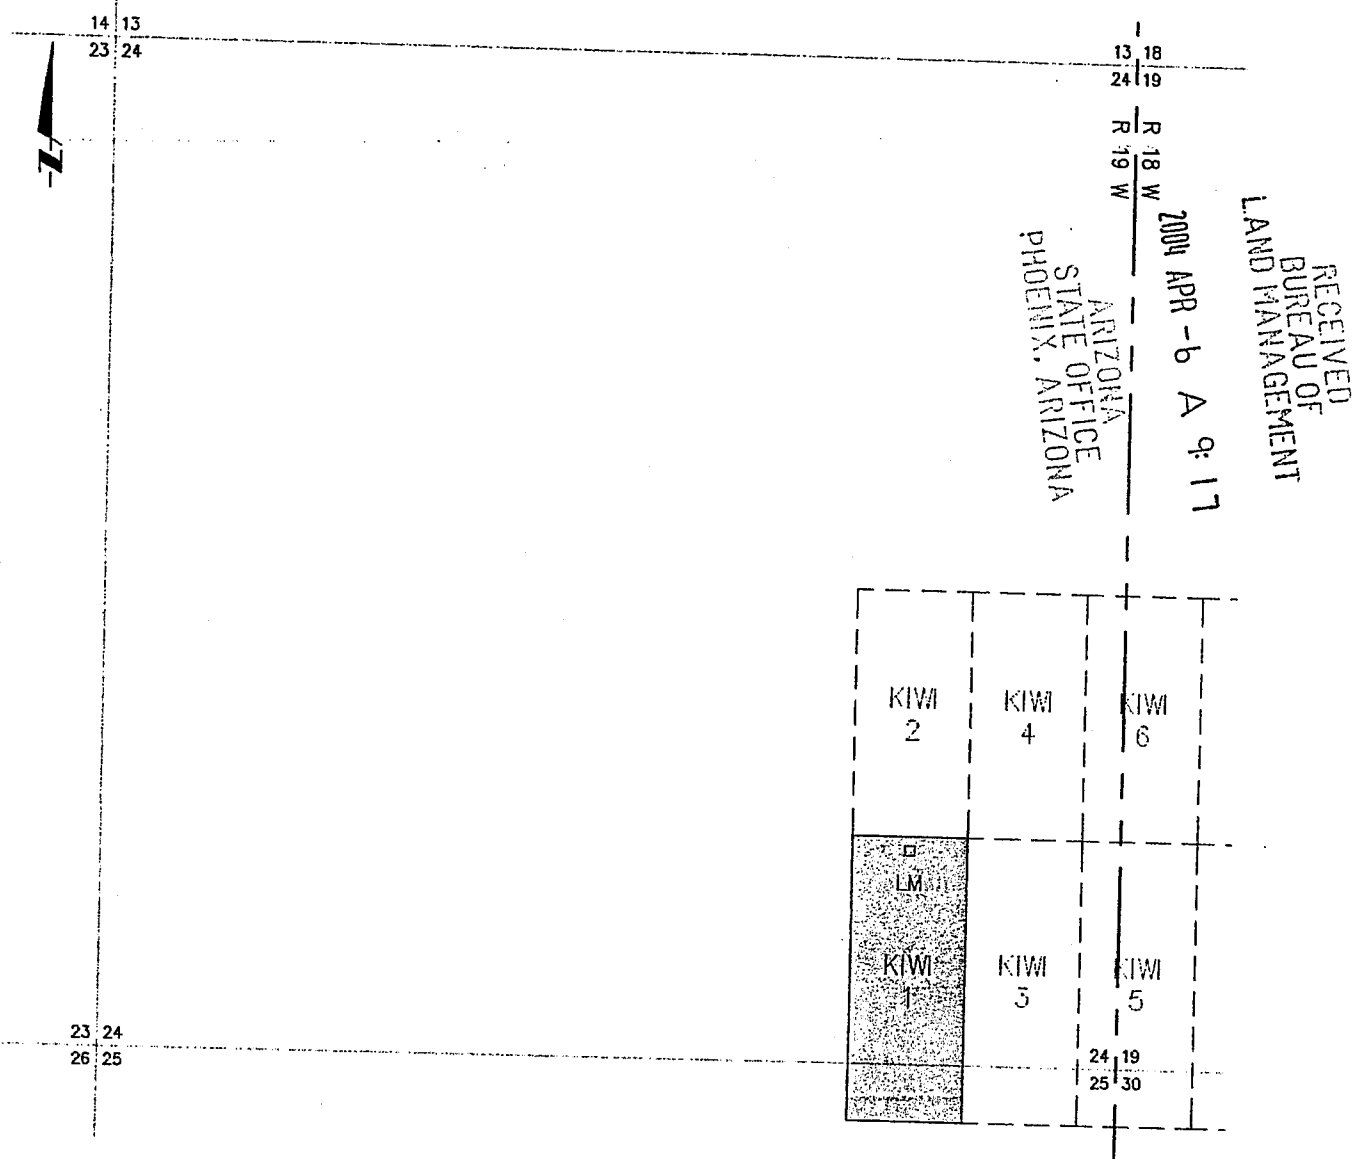 14 13
23 24
13 18
24 19
R 18 W
R 19 W
RECEIVED
BUREAU OF
LAND MANAGEMENT
2004 APR -6 A 9:17
ARIZONA
STATE OFFICE
PHOENIX, ARIZONA
N
KIWI
2
KIWI
4
KIWI
6
LM
KIWI
1
KIWI
3
KIWI
5
23 24
26 25
24 19
25 30